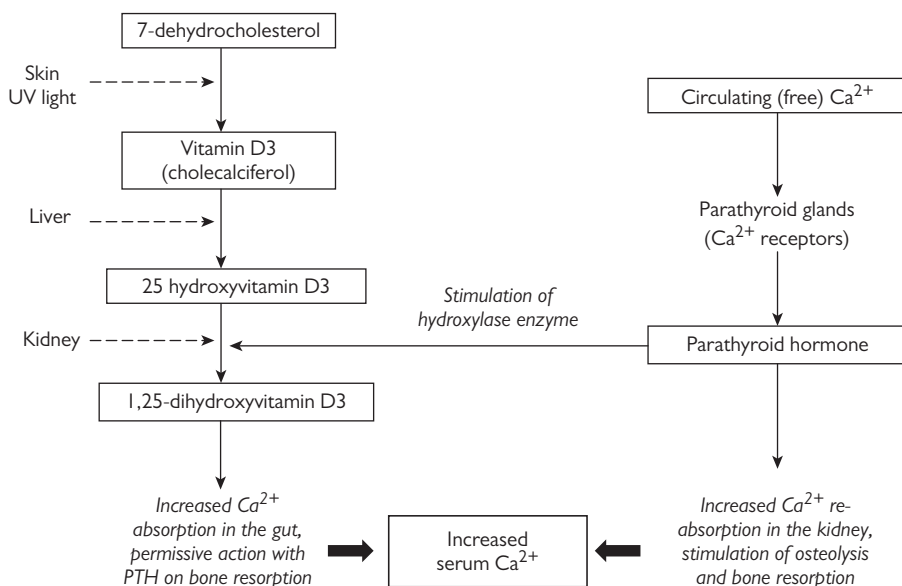 7-dehydrocholesterol
Skin
UV light
Vitamin D3
(cholecalciferol)
Liver
25 hydroxyvitamin D3
Kidney
1,25-dihydroxyvitamin D3
Increased Ca²⁺
absorption in the gut,
permissive action with
PTH on bone resorption
Stimulation of
hydroxylase enzyme
Circulating (free) Ca²⁺
Parathyroid glands
(Ca²⁺ receptors)
Parathyroid hormone
Increased Ca²⁺ re-
absorption in the kidney,
stimulation of osteolysis
and bone resorption
Increased
serum Ca²⁺